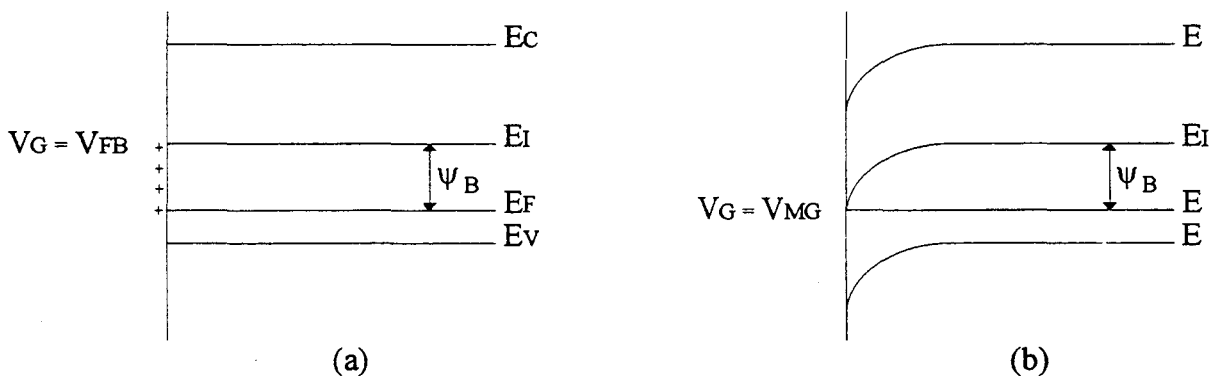 EC
VG = VFB
EI
ΨB
EF
EV
(a)
E
EI
ΨB
VG = VMG
E
E
(b)